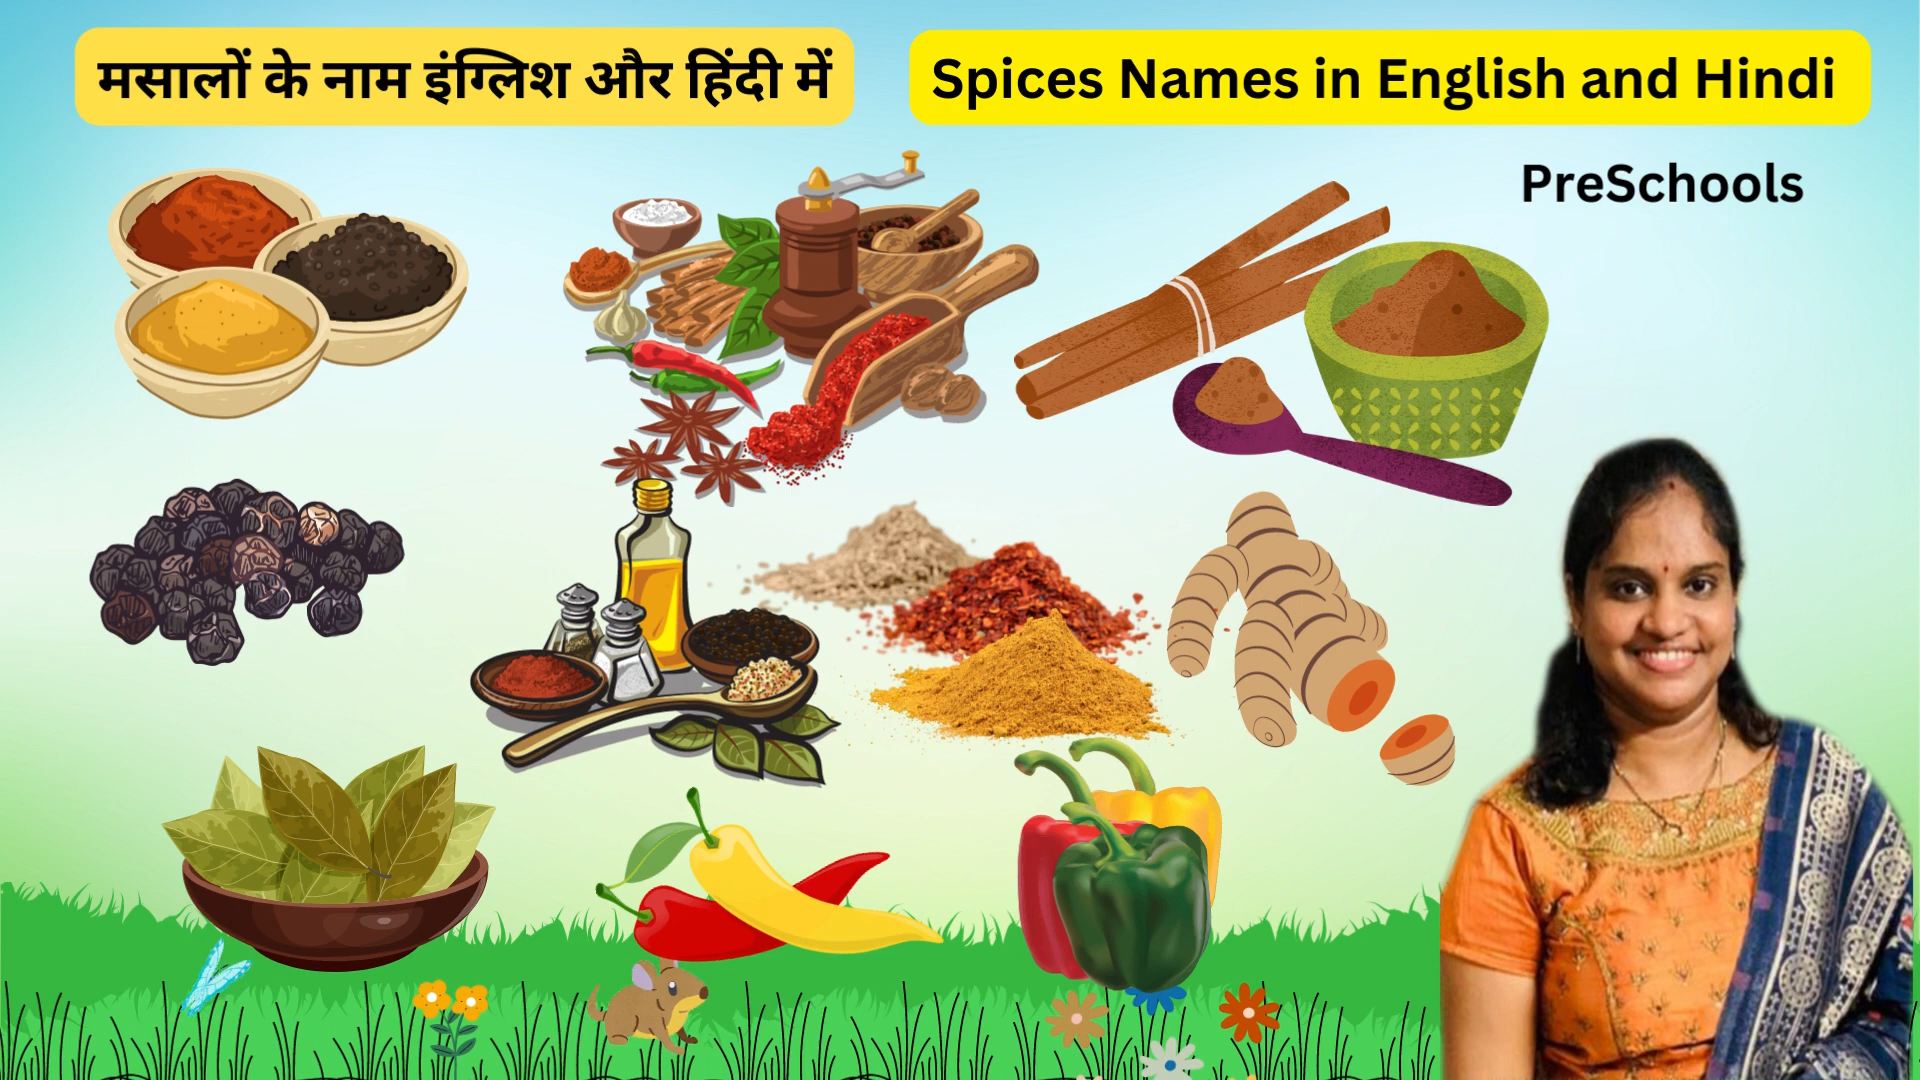 मसालों के नाम इंग्लिश और हिंदी में
Spices Names in English and Hindi
PreSchools